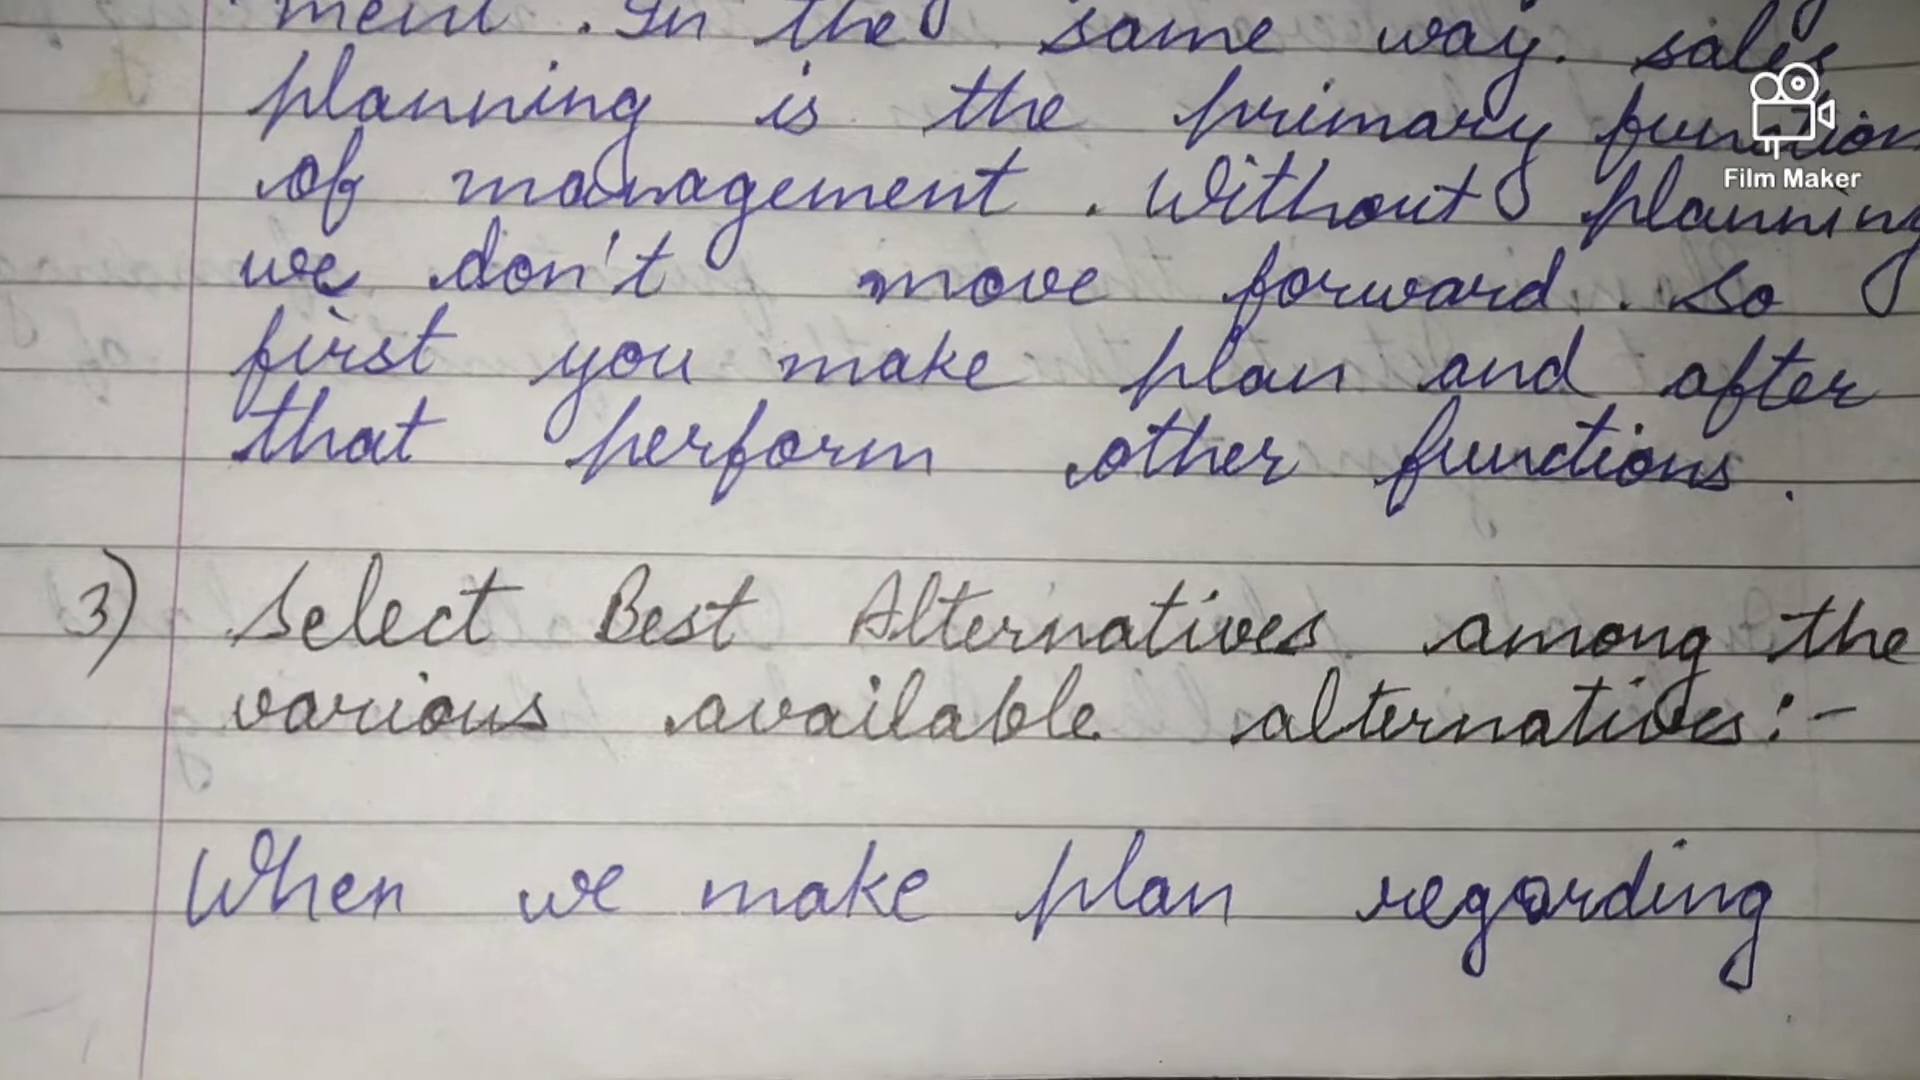 ment. In the same way. sales
planning is the primary function
of management. Without planning
we don't move forward. So
first you make plan and after
that perform other functions.
3) Select Best Alternatives among the
various available alternatives:-
When we make plan regarding
Film Maker